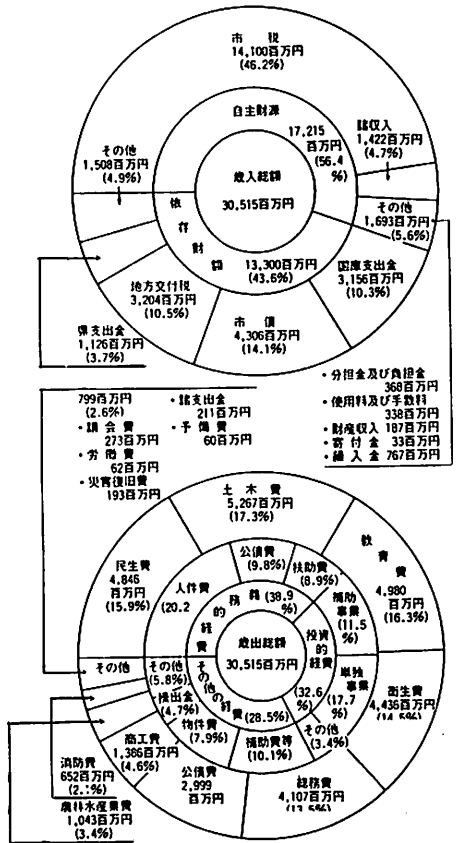 市税
14,100百万円
(46.2%)
自主財源
17,215
百万円
(56.4
%)
諸収入
1,422百万円
(4.7%)
その他
1,508百万円
(4.9%)
歳入総額
30,515百万円
その他
1,693百万円
(5.6%)
依存財
13,300百万円
(43.6%)
国庫支出金
3,156百万円
(10.3%)
地方交付税
3,204百万円
(10.5%)
市債
4,306百万円
(14.1%)
県支出金
1,126百万円
(3.7%)
・分担金及び負担金
368百万円
・使用料及び手数料
338百万円
・財産収入 187百万円
・寄付金 33百万円
・繰入金 767百万円
799百万円
(2.6%)
・議会費
273百万円
・労働費
62百万円
・災害復旧費
193百万円
・諸支出金
211百万円
・予備費
60百万円
土木費
5,267百万円
(17.3%)
教育費
4,980
百万円
(16.3%)
民生費
4,846
百万円
(15.9%)
人件費
(20.2
公債費
(9.8%)
扶助費
(8.9%)
補助
事業費
(11.5
%)
的経費
(38.9
%)
歳出総額
30,515百万円
投資
的経費
(32.6
%)
単独
事業費
(17.7
%)
その他
(3.4%)
その他の経費
(28.5%)
その他
その他
(5.8%)
繰出金
(4.7%)
物件費
(7.9%)
補助費等
(10.1%)
衛生費
4,436百万円
(14.5%)
商工費
1,386百万円
(4.6%)
公債費
2,999
百万円
総務費
4,107百万円
(13.5%)
消防費
652百万円
(2.1%)
農林水産業費
1,043百万円
(3.4%)